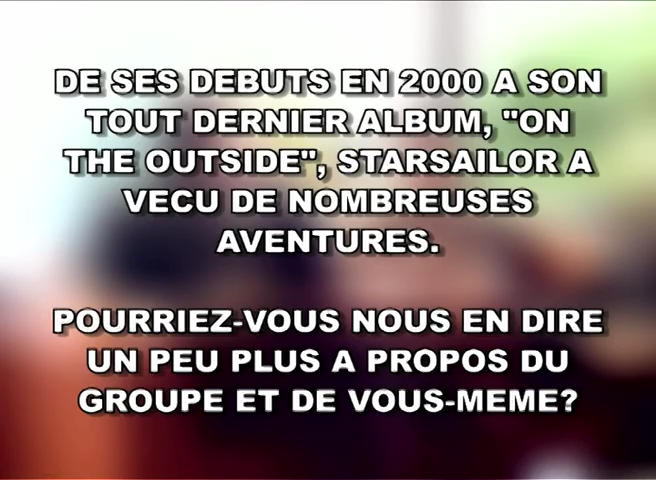 DE SES DEBUTS EN 2000 A SON
TOUT DERNIER ALBUM, "ON
THE OUTSIDE", STARSAILOR A
VECU DE NOMBREUSES
AVENTURES.
POURRIEZ-VOUS NOUS EN DIRE
UN PEU PLUS A PROPOS DU
GROUPE ET DE VOUS-MEME?